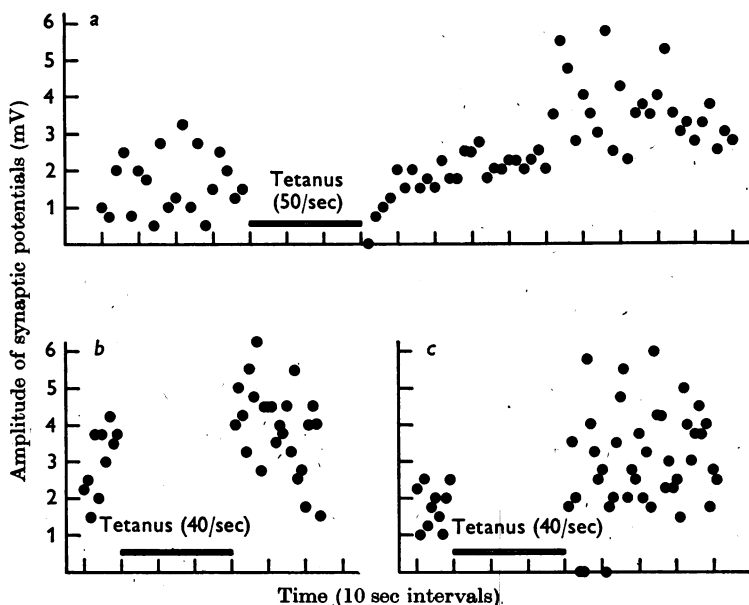 Amplitude of synaptic potentials (mV)
a
6
5
4
3
2
1
Tetanus
(50/sec)
b
6
5
4
3
2
1
Tetanus (40/sec)
c
6
5
4
3
2
1
Tetanus (40/sec)
Time (10 sec intervals)